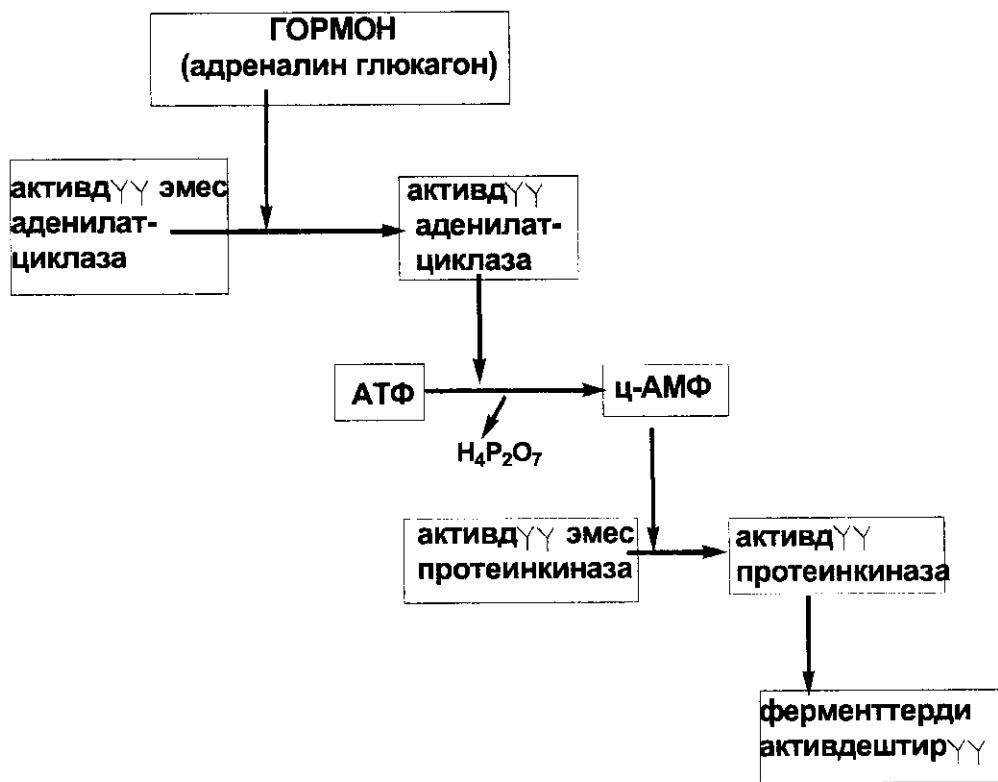 ГОРМОН
(адреналин глюкагон)
активдүү эмес
аденилат-
циклаза
активдүү
аденилат-
циклаза
АТФ
ц-АМФ
H₄P₂O₇
активдүү эмес
протеинкиназа
активдүү
протеинкиназа
ферменттерди
активдештирүү